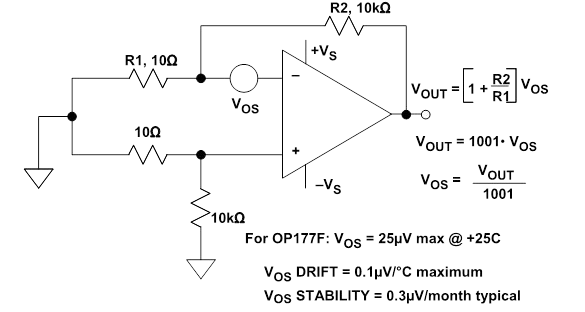 R2, 10kΩ
+VS
R1, 10Ω
VOS
–
VOUT = [1 + R2/R1] VOS
10Ω
VOUT = 1001• VOS
+
–VS
VOS = VOUT/1001
10kΩ
For OP177F: VOS = 25µV max @ +25C
VOS DRIFT = 0.1µV/°C maximum
VOS STABILITY = 0.3µV/month typical